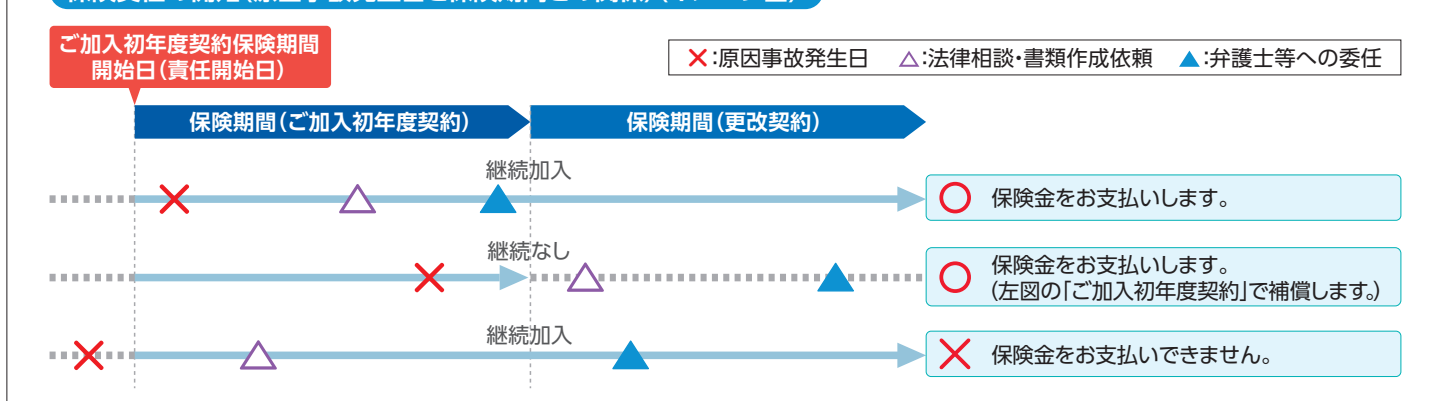 ご加入初年度契約保険期間
開始日(責任開始日)
✕:原因事故発生日 △:法律相談・書類作成依頼 ▲:弁護士等への委任
保険期間(ご加入初年度契約)
保険期間(更改契約)
継続加入
保険金をお支払いします。
継続なし
保険金をお支払いします。
(左図の「ご加入初年度契約」で補償します。)
継続加入
保険金をお支払いできません。